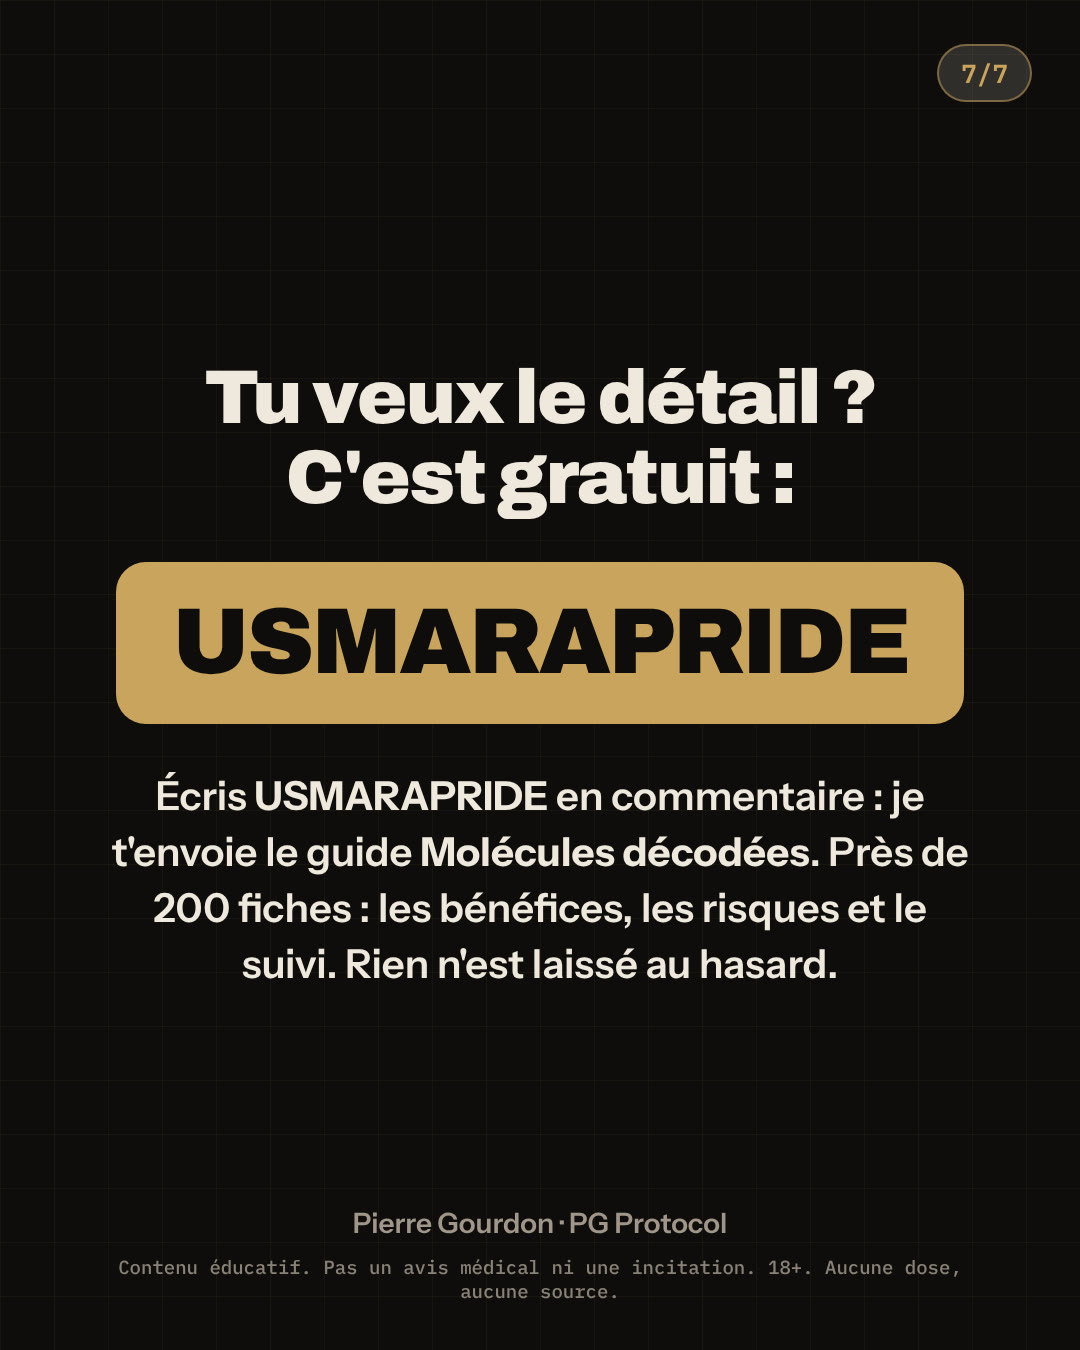 7/7
Tu veux le détail ?
C'est gratuit :
USMARAPRIDE
Écris USMARAPRIDE en commentaire : je
t'envoie le guide Molécules décodées. Près de
200 fiches : les bénéfices, les risques et le
suivi. Rien n'est laissé au hasard.
Pierre Gourdon · PG Protocol
Contenu éducatif. Pas un avis médical ni une incitation. 18+. Aucune dose,
aucune source.